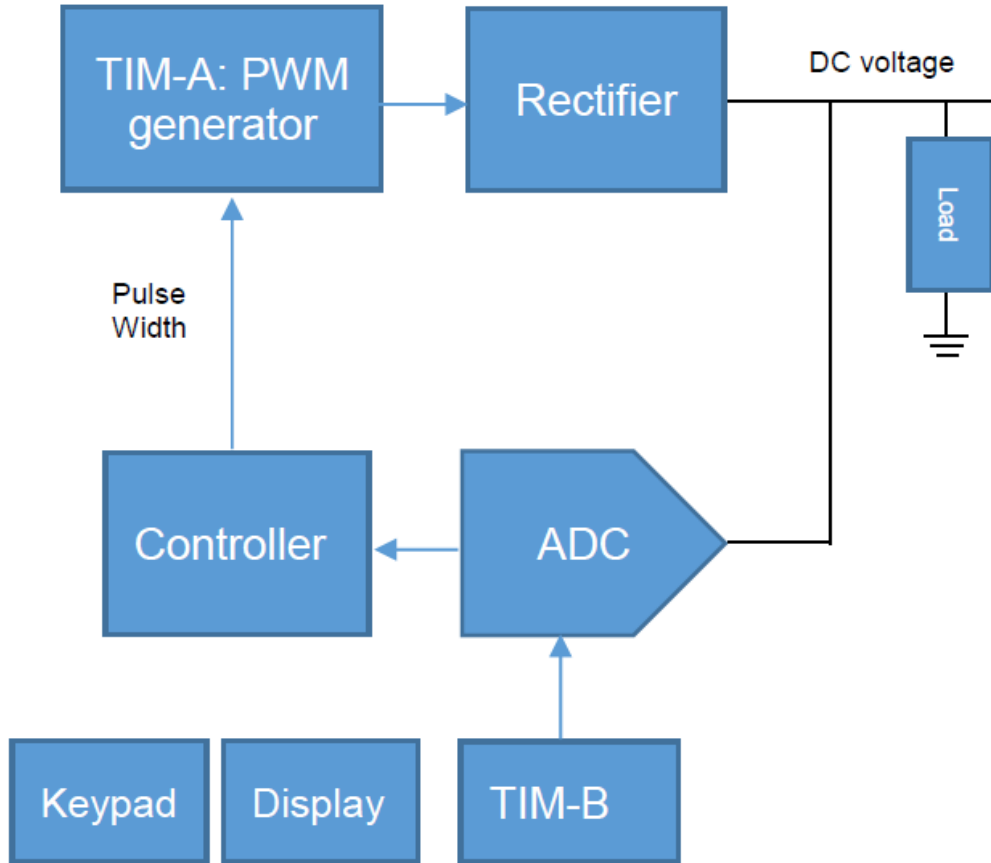 TIM-A: PWM
generator
Rectifier
DC voltage
Load
Pulse
Width
Controller
ADC
Keypad
Display
TIM-B